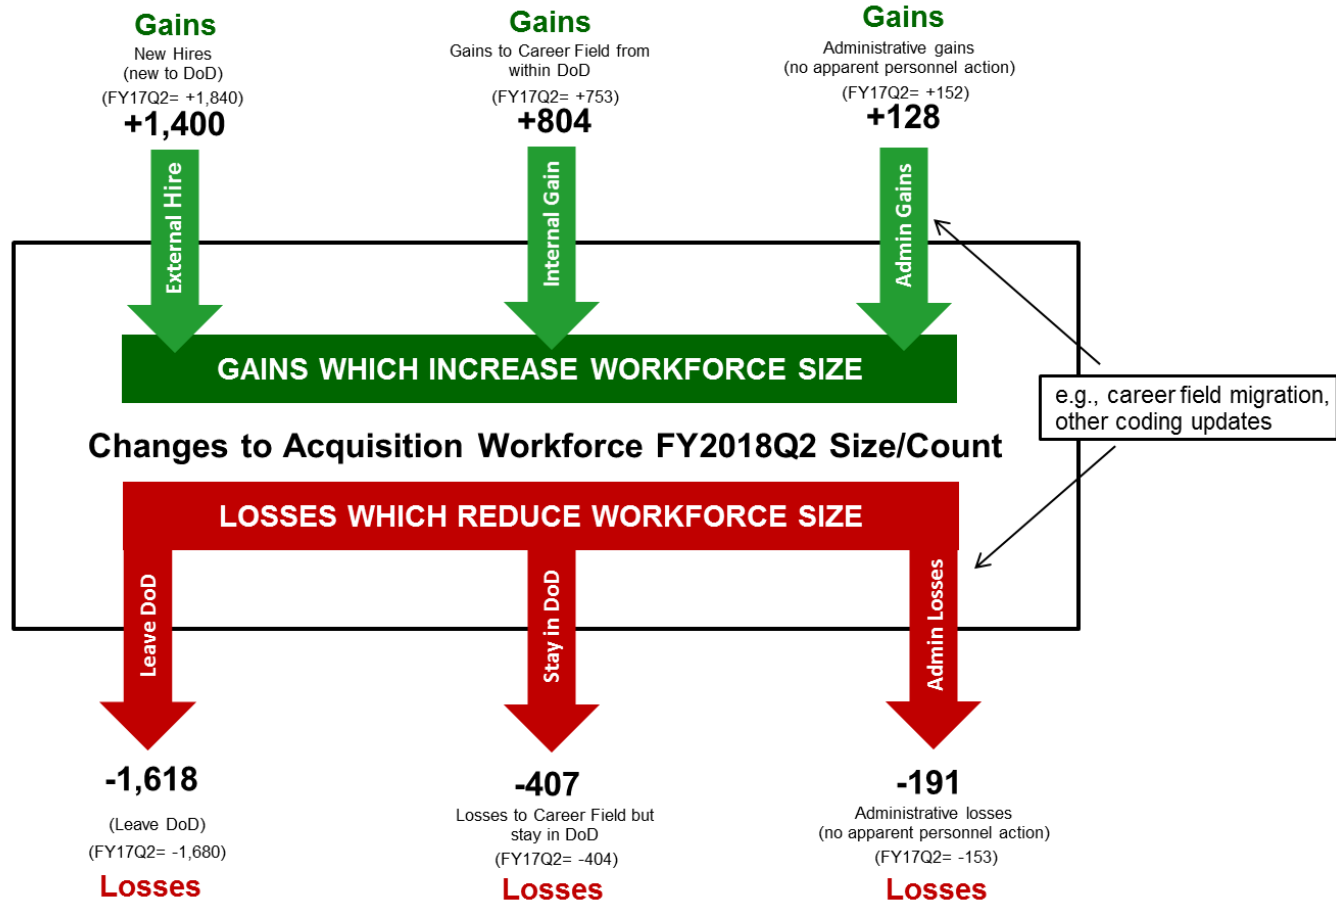 Gains
New Hires
(new to DoD)
(FY17Q2= +1,840)
+1,400
Gains
Gains to Career Field from
within DoD
(FY17Q2= +753)
+804
Gains
Administrative gains
(no apparent personnel action)
(FY17Q2= +152)
+128
External Hire
Internal Gain
Admin Gains
GAINS WHICH INCREASE WORKFORCE SIZE
e.g., career field migration,
other coding updates
Changes to Acquisition Workforce FY2018Q2 Size/Count
LOSSES WHICH REDUCE WORKFORCE SIZE
Leave DoD
Stay in DoD
Admin Losses
-1,618
(Leave DoD)
(FY17Q2= -1,680)
Losses
-407
Losses to Career Field but
stay in DoD
(FY17Q2= -404)
Losses
-191
Administrative losses
(no apparent personnel action)
(FY17Q2= -153)
Losses